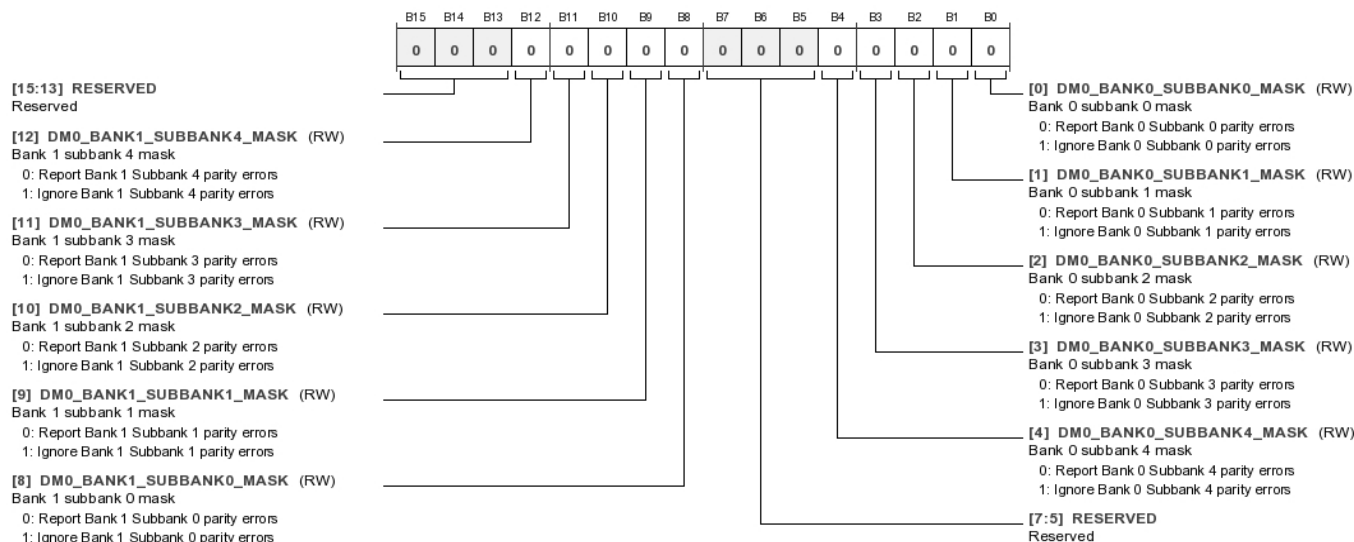 B15 B14 B13 B12 B11 B10 B9 B8 B7 B6 B5 B4 B3 B2 B1 B0
0 0 0 0 0 0 0 0 0 0 0 0 0 0 0 0
[15:13] RESERVED
Reserved
[12] DM0_BANK1_SUBBANK4_MASK (RW)
Bank 1 subbank 4 mask
0: Report Bank 1 Subbank 4 parity errors
1: Ignore Bank 1 Subbank 4 parity errors
[11] DM0_BANK1_SUBBANK3_MASK (RW)
Bank 1 subbank 3 mask
0: Report Bank 1 Subbank 3 parity errors
1: Ignore Bank 1 Subbank 3 parity errors
[10] DM0_BANK1_SUBBANK2_MASK (RW)
Bank 1 subbank 2 mask
0: Report Bank 1 Subbank 2 parity errors
1: Ignore Bank 1 Subbank 2 parity errors
[9] DM0_BANK1_SUBBANK1_MASK (RW)
Bank 1 subbank 1 mask
0: Report Bank 1 Subbank 1 parity errors
1: Ignore Bank 1 Subbank 1 parity errors
[8] DM0_BANK1_SUBBANK0_MASK (RW)
Bank 1 subbank 0 mask
0: Report Bank 1 Subbank 0 parity errors
1: Ignore Bank 1 Subbank 0 parity errors
[0] DM0_BANK0_SUBBANK0_MASK (RW)
Bank 0 subbank 0 mask
0: Report Bank 0 Subbank 0 parity errors
1: Ignore Bank 0 Subbank 0 parity errors
[1] DM0_BANK0_SUBBANK1_MASK (RW)
Bank 0 subbank 1 mask
0: Report Bank 0 Subbank 1 parity errors
1: Ignore Bank 0 Subbank 1 parity errors
[2] DM0_BANK0_SUBBANK2_MASK (RW)
Bank 0 subbank 2 mask
0: Report Bank 0 Subbank 2 parity errors
1: Ignore Bank 0 Subbank 2 parity errors
[3] DM0_BANK0_SUBBANK3_MASK (RW)
Bank 0 subbank 3 mask
0: Report Bank 0 Subbank 3 parity errors
1: Ignore Bank 0 Subbank 3 parity errors
[4] DM0_BANK0_SUBBANK4_MASK (RW)
Bank 0 subbank 4 mask
0: Report Bank 0 Subbank 4 parity errors
1: Ignore Bank 0 Subbank 4 parity errors
[7:5] RESERVED
Reserved